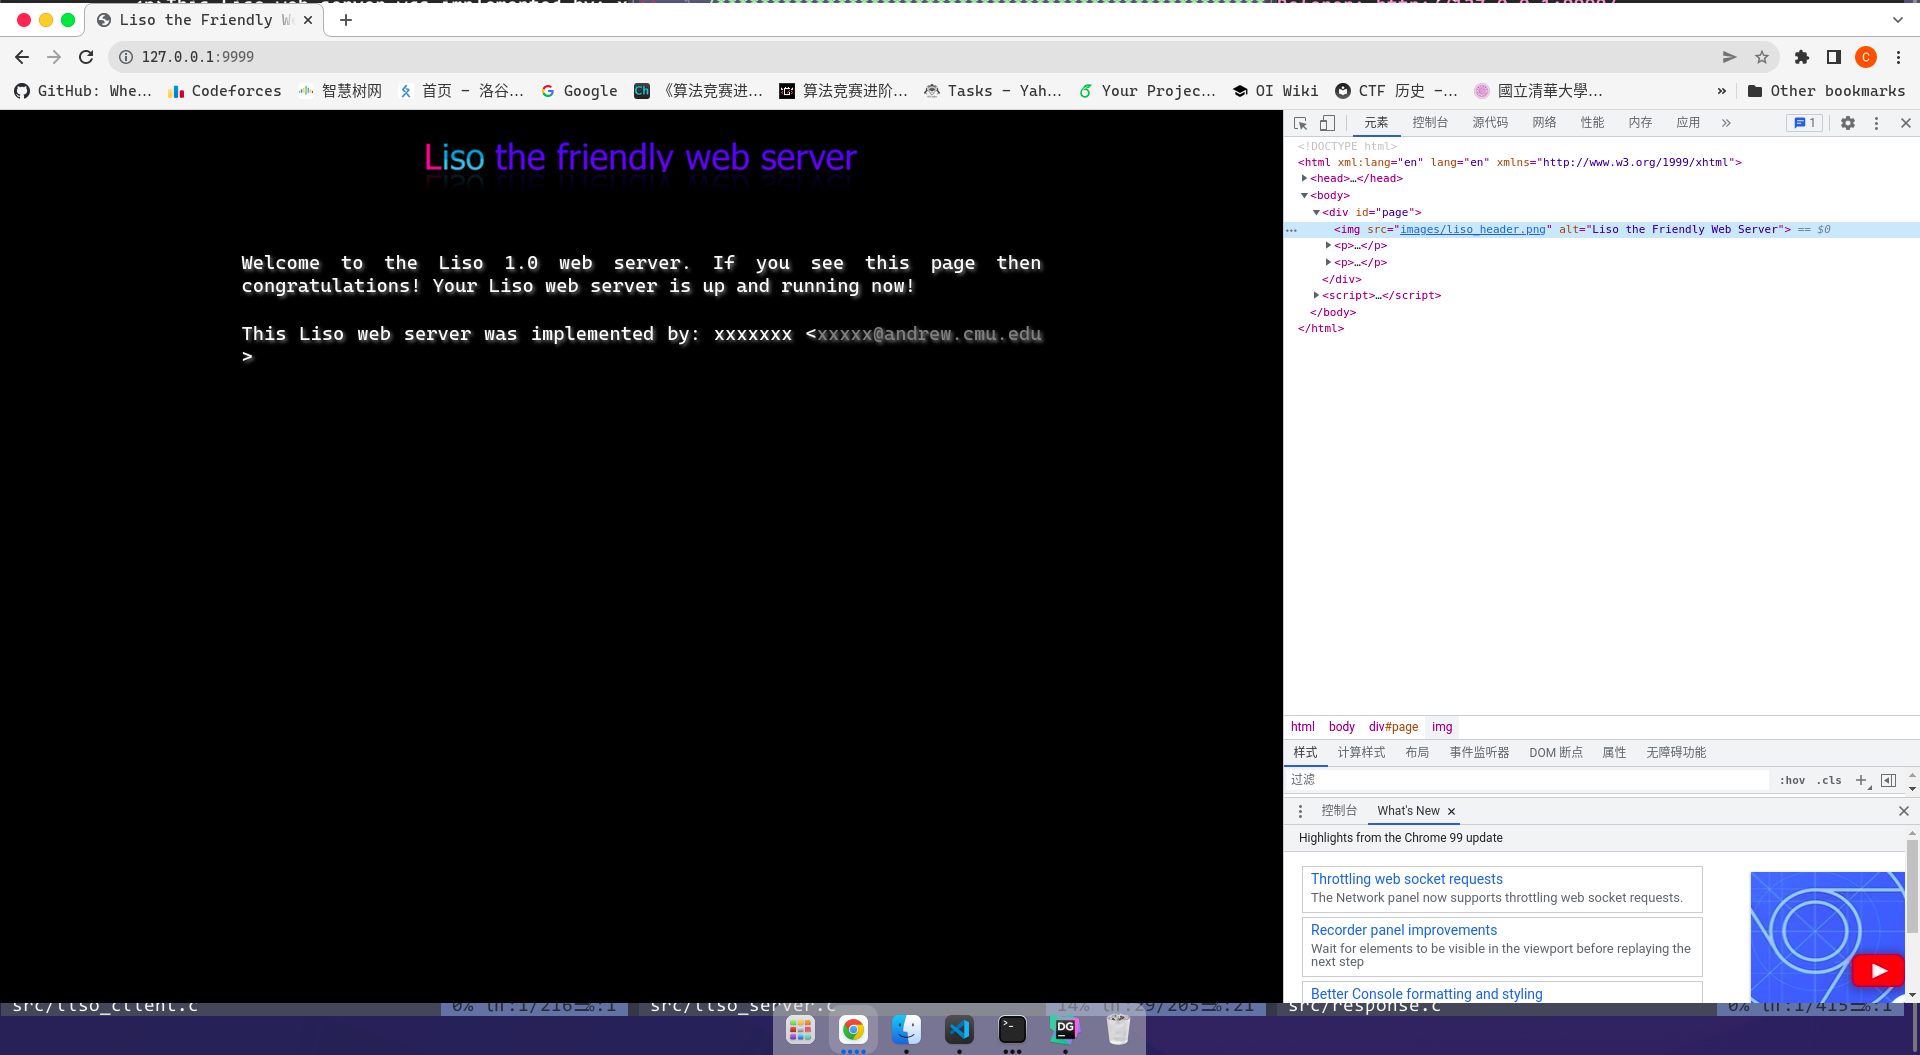 Liso the Friendly W
127.0.0.1:9999
GitHub: Whe...
Codeforces
智慧树网
首页 - 洛谷...
Google
《算法竞赛进...
算法竞赛进阶...
Tasks - Yah...
Your Projec...
OI Wiki
CTF 历史 -...
國立清華大學...
»
Other bookmarks
Liso the friendly web server
Welcome to the Liso 1.0 web server. If you see this page then
congratulations! Your Liso web server is up and running now!
This Liso web server was implemented by: xxxxxxx <xxxxx@andrew.cmu.edu
>
元素 控制台 源代码 网络 性能 内存 应用 » 1
<!DOCTYPE html>
<html xml:lang="en" lang="en" xmlns="http://www.w3.org/1999/xhtml">
<head>…</head>
<body>
<div id="page">
<img src="images/liso_header.png" alt="Liso the Friendly Web Server"> == $0
<p>…</p>
<p>…</p>
</div>
<script>…</script>
</body>
</html>
html body div#page img
样式 计算样式 布局 事件监听器 DOM 断点 属性 无障碍功能
过滤 :hov .cls
控制台 What's New
Highlights from the Chrome 99 update
Throttling web socket requests
The Network panel now supports throttling web socket requests.
Recorder panel improvements
Wait for elements to be visible in the viewport before replaying the
next step
Better Console formatting and styling
src/liso_client.c 0% src/liso_server.c 14% src/response.c 0%
DG